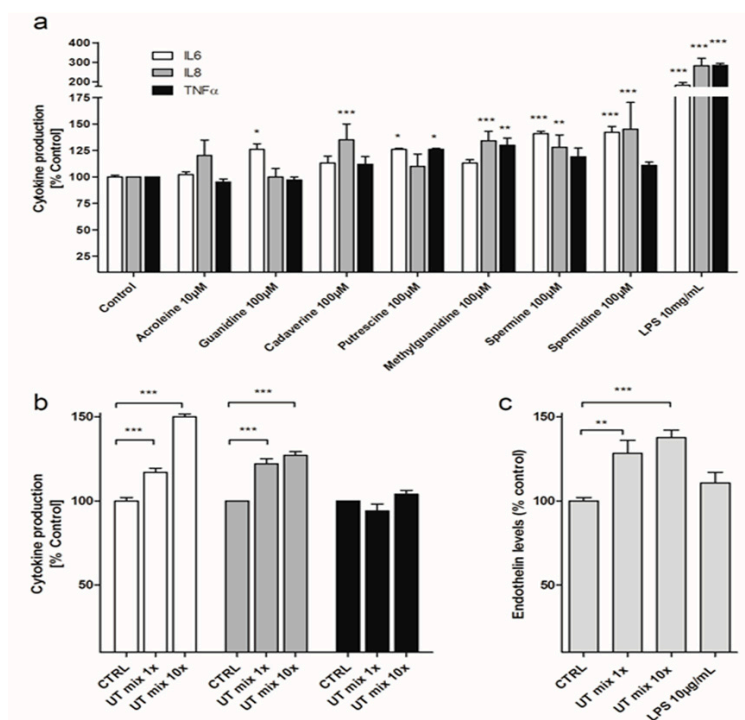 a
IL6
IL8
TNFα
Cytokine production
[% Control]
400
300
200
175
150
125
100
75
50
25
*
***
* *
*** **
*** **
*** ***
*** *** ***
Control
Acroleine 10µM
Guanidine 100µM
Cadaverine 100µM
Putrescine 100µM
Methylguanidine 100µM
Spermine 100µM
Spermidine 100µM
LPS 10mg/mL
b
Cytokine production
[% Control]
150
100
50
***
***
***
***
CTRL
UT mix 1x
UT mix 10x
CTRL
UT mix 1x
UT mix 10x
CTRL
UT mix 1x
UT mix 10x
c
Endothelin levels (% control)
150
100
50
***
**
CTRL
UT mix 1x
UT mix 10x
LPS 10µg/mL